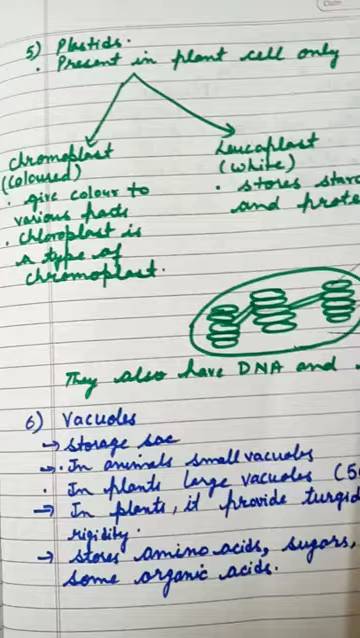 5) Plastids.
. Present in plant cell only
chromoplast
(coloured)
. give colour to
various parts
. chloroplast is
a type of
chromoplast.
Leucoplast
(white)
. stores
and
They also have DNA and
6) Vacuoles
→ storage sac
→ . In animals small vacuoles
. In plants large vacuoles (5
→ In plants, it provide turgid
rigidity.
→ stores amino acids, sugars,
some organic acids.